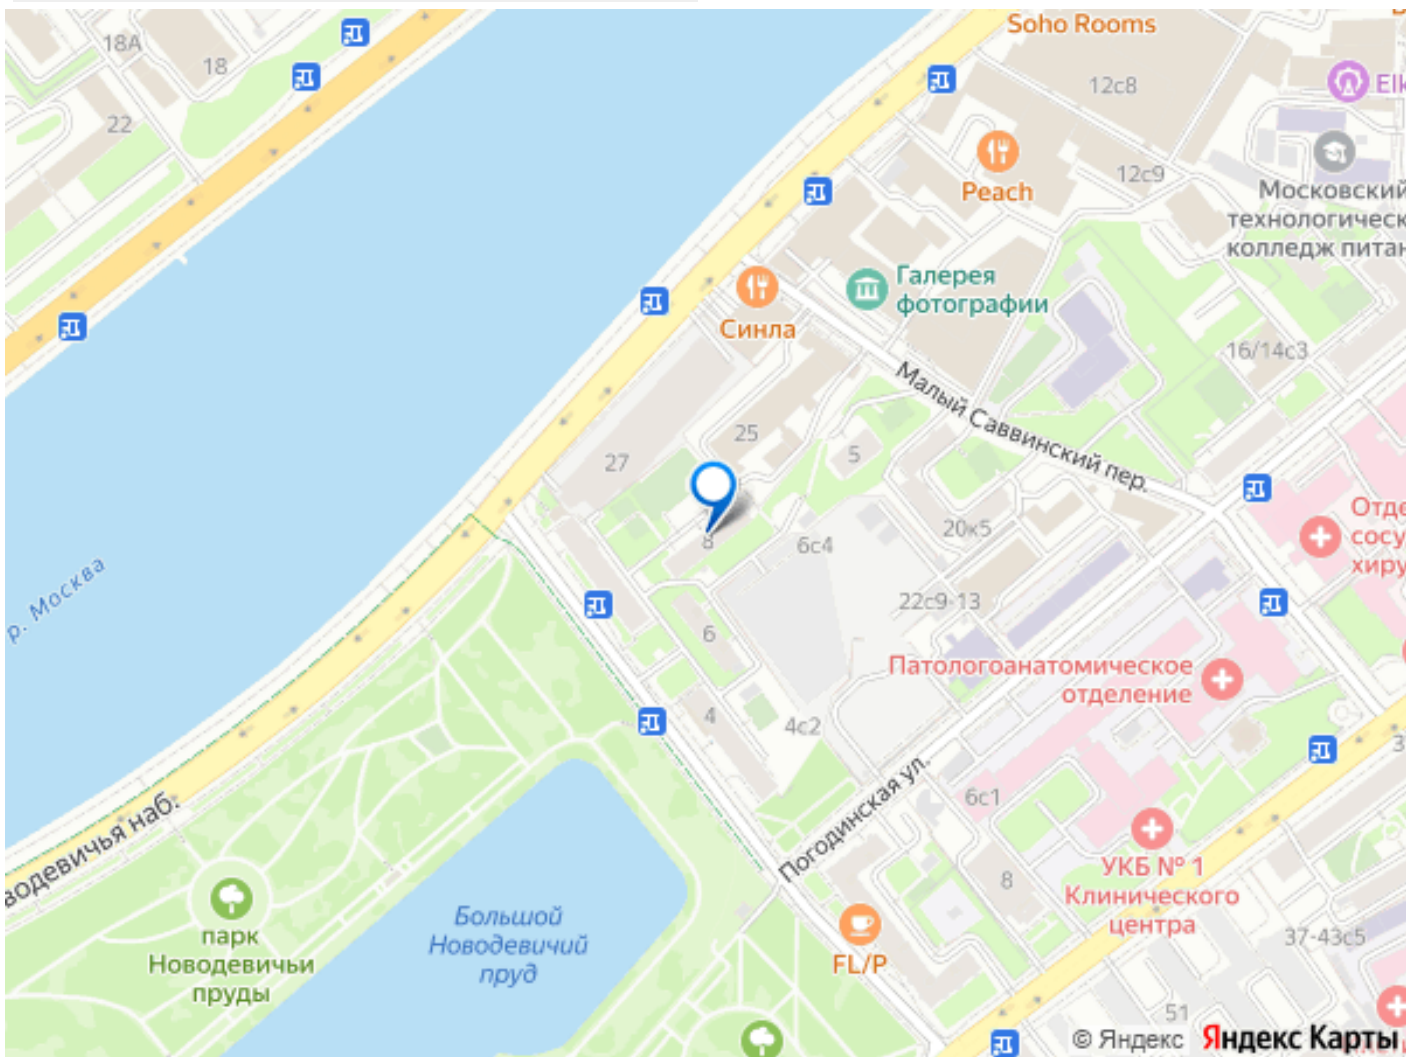 Soho Rooms
18А
18
22
12с8
Elk
Peach
12с9
Московский
технологическ
колледж питан
Галерея
фотографии
Синла
16/14с3
Малый Саввинский пер.
25
27
5
8
6с4
20к5
Отде
сосу
хиру
р. Москва
22с9-13
6
Патологоанатомическое
отделение
4
4с2
Погодинская ул.
6с1
водевичья наб.
8
УКБ № 1
Клинического
центра
37-43с5
Большой
Новодевичий
пруд
парк
Новодевичьи
пруды
FL/P
51
© Яндекс Яндекс Карты